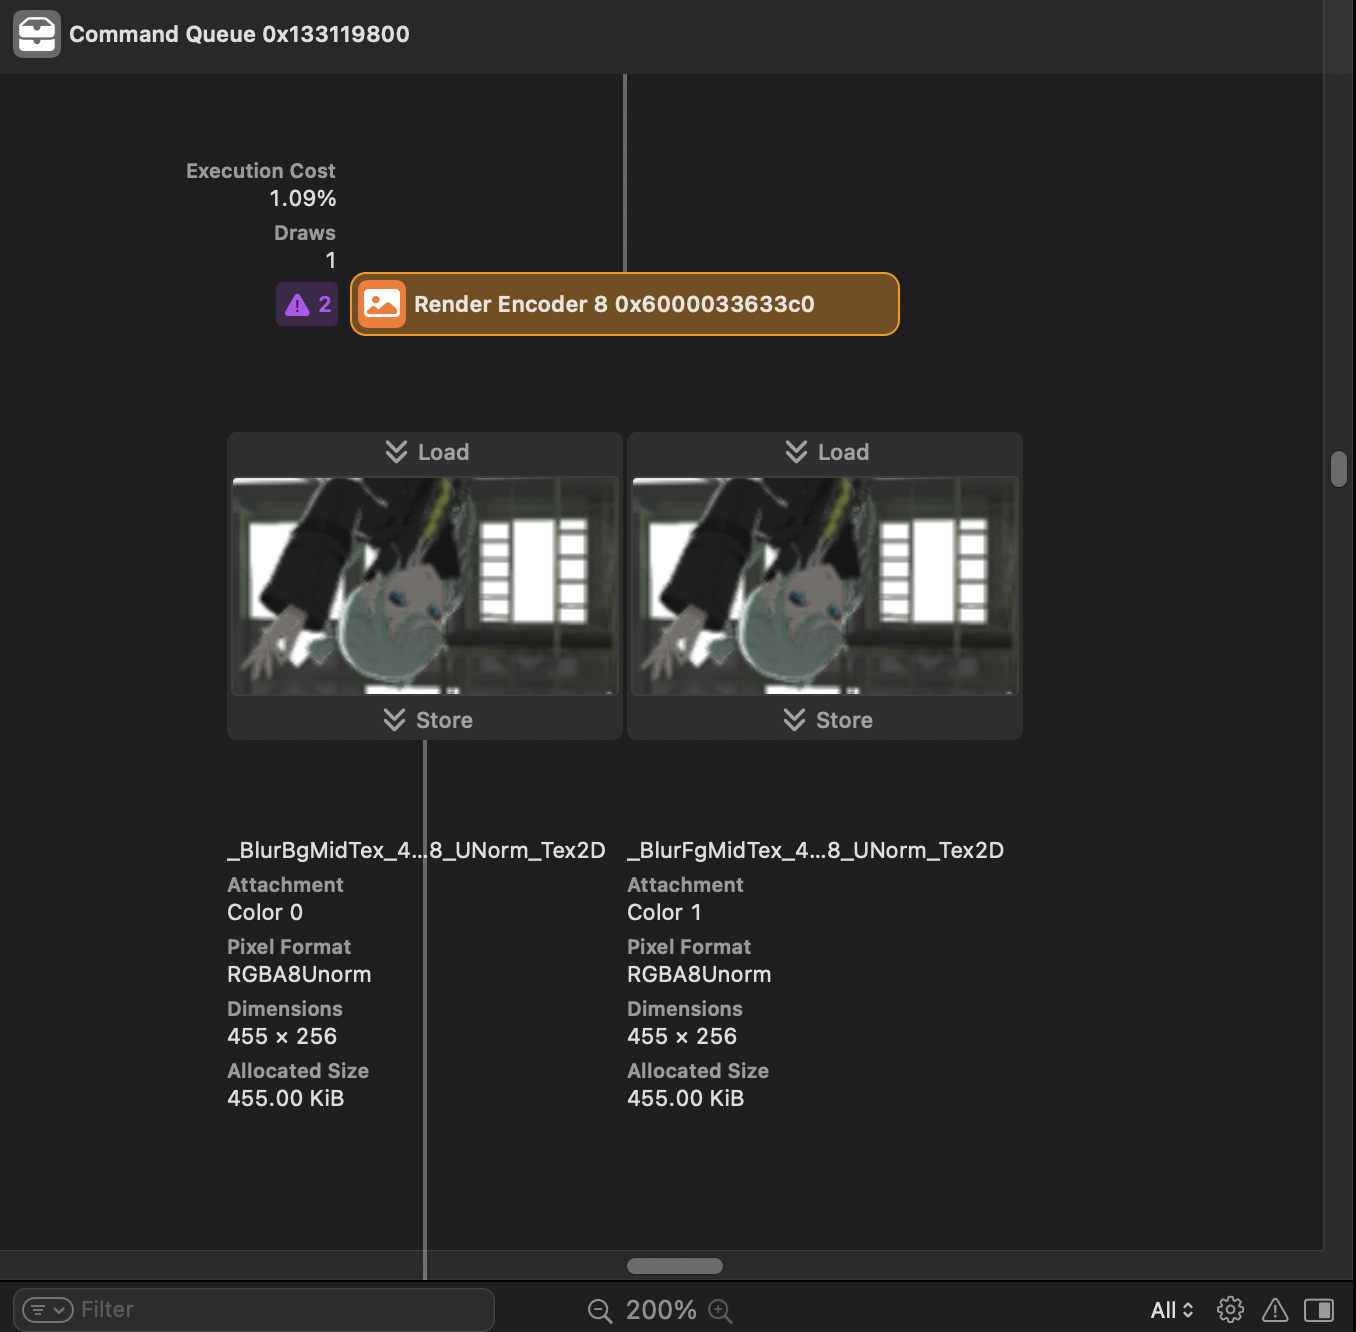 Command Queue 0x133119800
Execution Cost
1.09%
Draws
1
2
Render Encoder 8 0x6000033633c0
Load
Load
Store
Store
_BlurBgMidTex_4...8_UNorm_Tex2D
_BlurFgMidTex_4...8_UNorm_Tex2D
Attachment
Color 0
Pixel Format
RGBA8Unorm
Dimensions
455 × 256
Allocated Size
455.00 KiB
Attachment
Color 1
Pixel Format
RGBA8Unorm
Dimensions
455 × 256
Allocated Size
455.00 KiB
Filter
200%
All